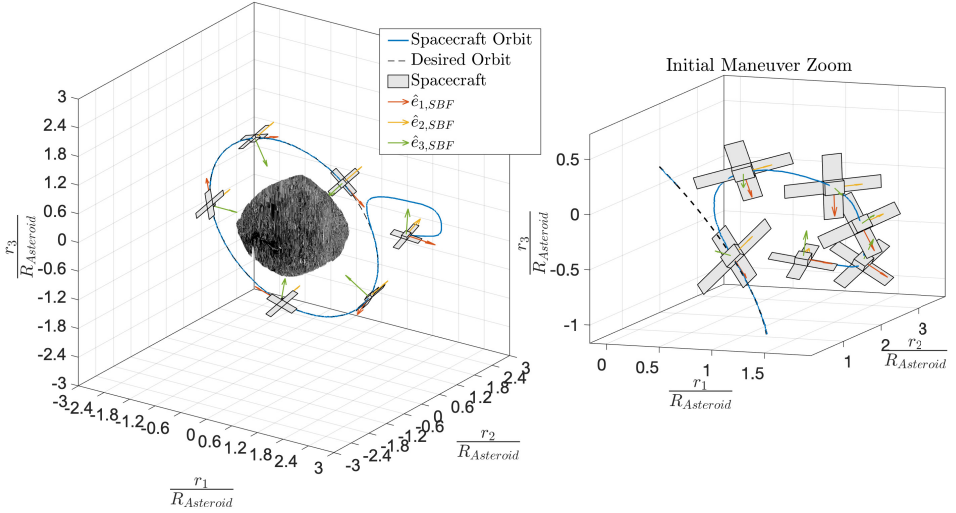 Spacecraft Orbit
Desired Orbit
Spacecraft
ê1,SBF
ê2,SBF
ê3,SBF
3
2.4
1.8
1.2
0.6
0
-0.6
-1.2
-1.8
-2.4
-3
r3
RAsteroid
-3
-2.4
-1.8
-1.2
-0.6
0
0.6
1.2
1.8
2.4
3
r1
RAsteroid
-3
-2.4
-1.8
-1.2
-0.6
0
0.6
1.2
1.8
2.4
3
r2
RAsteroid
Initial Maneuver Zoom
0.5
0
-0.5
-1
r3
RAsteroid
0
0.5
1
1.5
r1
RAsteroid
1
2
3
r2
RAsteroid